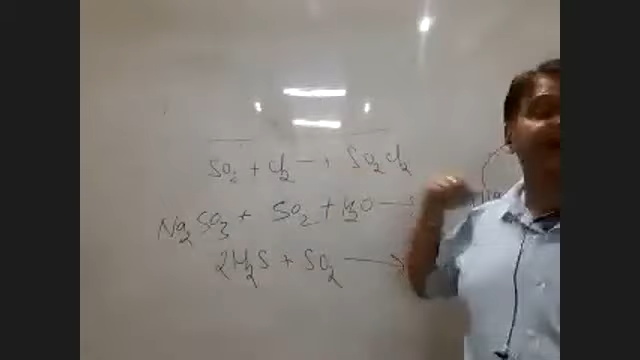 SO₂ + Cl₂ → SO₂Cl₂
Na₂SO₃ + SO₂ + H₂O →
2H₂S + SO₂ →